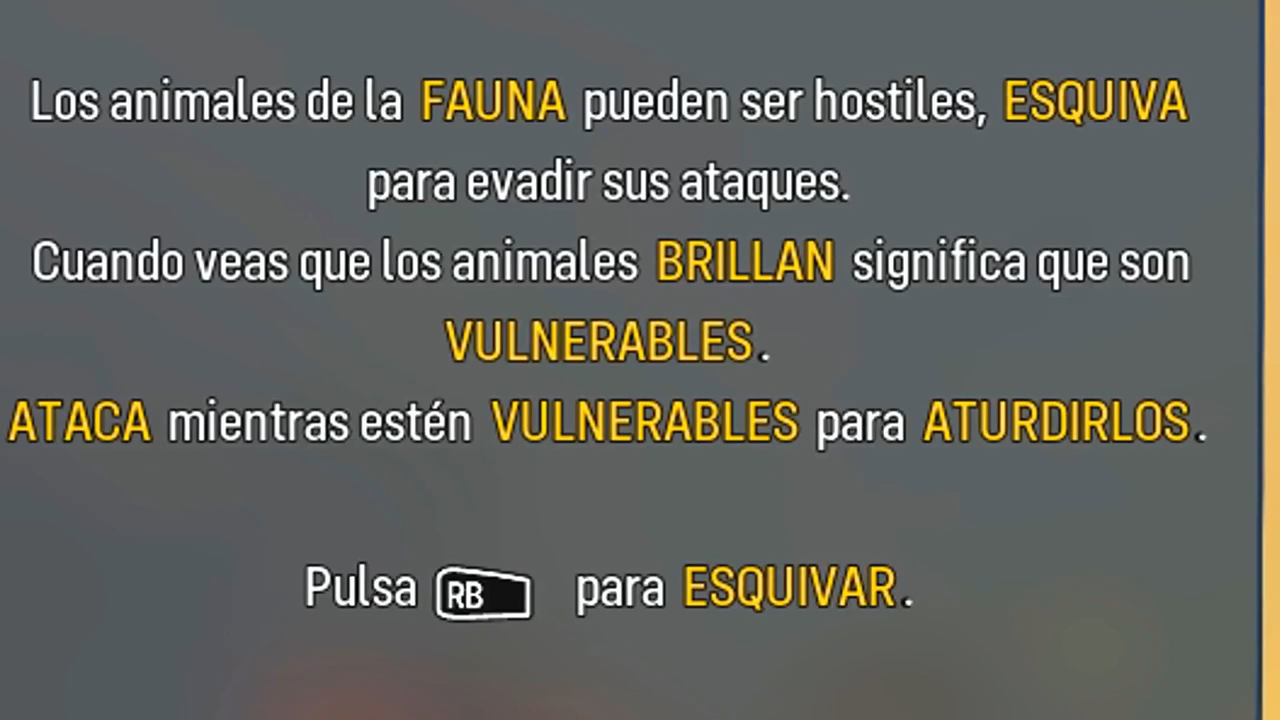 Los animales de la FAUNA pueden ser hostiles, ESQUIVA
para evadir sus ataques.
Cuando veas que los animales BRILLAN significa que son
VULNERABLES.
ATACA mientras estén VULNERABLES para ATURDIRLOS.
Pulsa RB para ESQUIVAR.